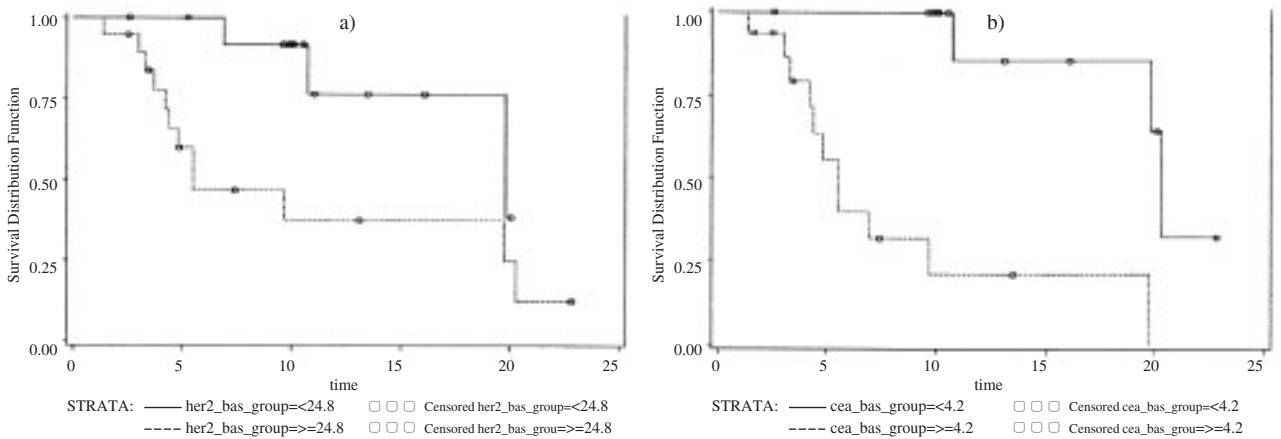 a)
Survival Distribution Function
1.00
0.75
0.50
0.25
0.00
0 5 10 15 20 25
time
STRATA: her2_bas_group=<24.8 Censored her2_bas_group=<24.8
her2_bas_group=>=24.8 Censored her2_bas_grou=>=24.8
b)
Survival Distribution Function
1.00
0.75
0.50
0.25
0.00
0 5 10 15 20 25
time
STRATA: cea_bas_group=<4.2 Censored cea_bas_group=<4.2
cea_bas_group=>=4.2 Censored cea_bas_grou=>=4.2